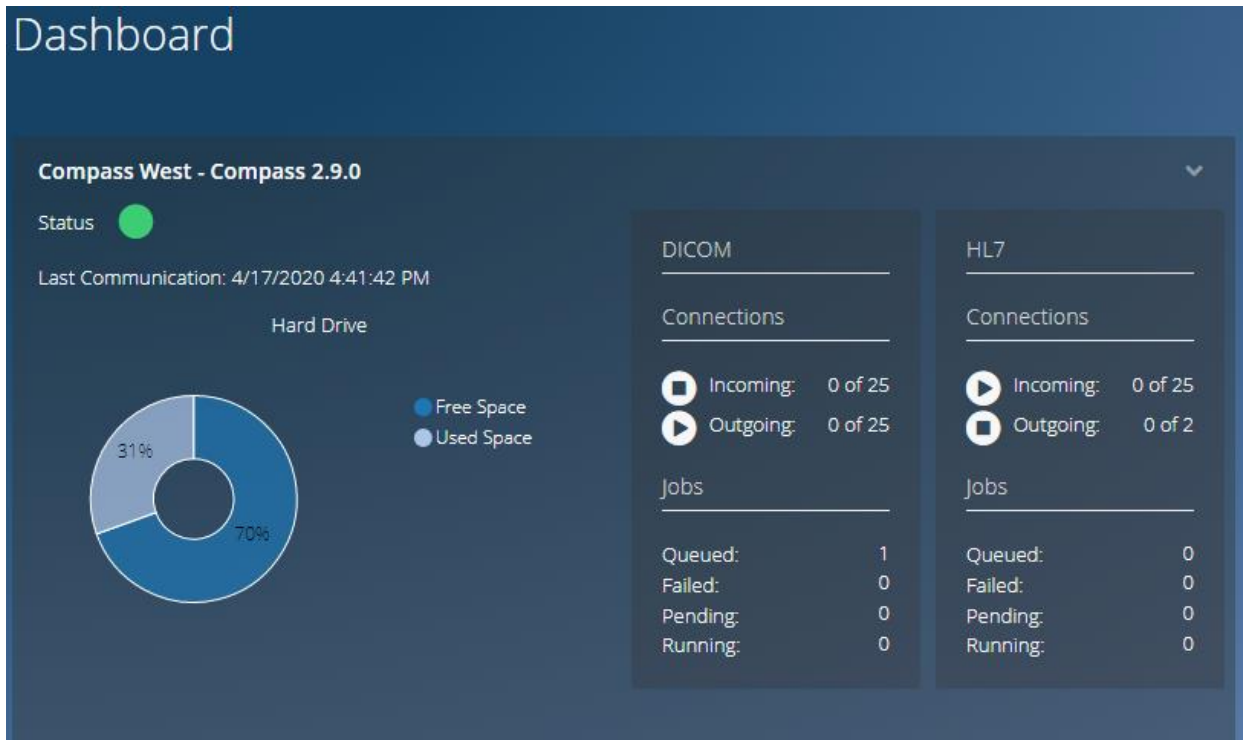 Dashboard
Compass West - Compass 2.9.0
Status
Last Communication: 4/17/2020 4:41:42 PM
Hard Drive
31%
70%
Free Space
Used Space
DICOM
Connections
Incoming: 0 of 25
Outgoing: 0 of 25
Jobs
Queued: 1
Failed: 0
Pending: 0
Running: 0
HL7
Connections
Incoming: 0 of 25
Outgoing: 0 of 2
Jobs
Queued: 0
Failed: 0
Pending: 0
Running: 0